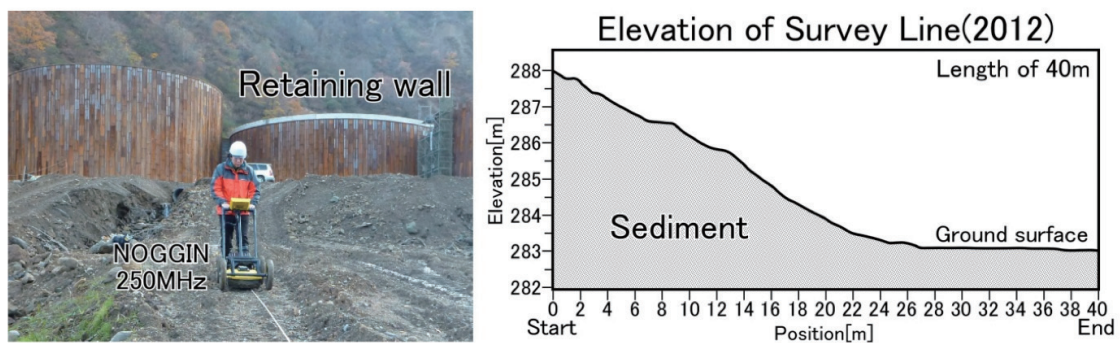 Retaining wall
NOGGIN
250MHz
Elevation of Survey Line(2012)
Length of 40m
Elevation[m]
288
287
286
285
284
283
282
Sediment
Ground surface
0 2 4 6 8 10 12 14 16 18 20 22 24 26 28 30 32 34 36 38 40
Start
Position[m]
End